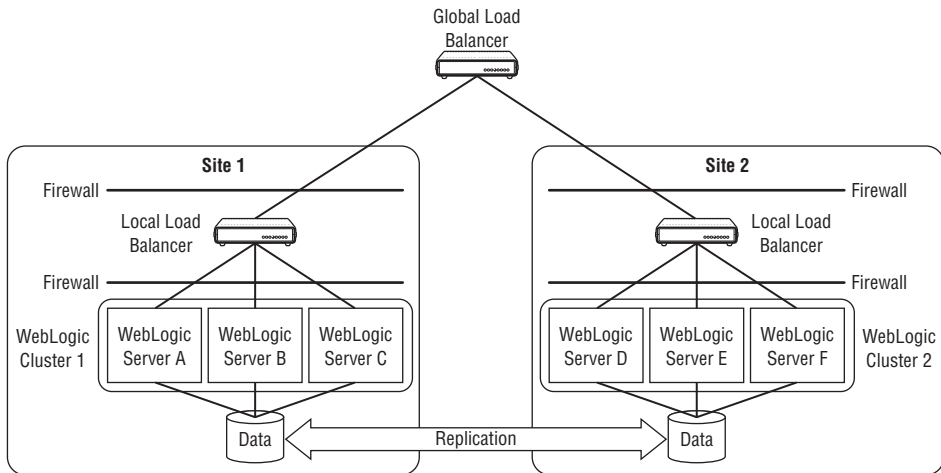 Global Load
Balancer
Site 1
Site 2
Firewall
Firewall
Local Load
Balancer
Local Load
Balancer
Firewall
Firewall
WebLogic
Cluster 1
WebLogic
Server A
WebLogic
Server B
WebLogic
Server C
WebLogic
Server D
WebLogic
Server E
WebLogic
Server F
WebLogic
Cluster 2
Data
Replication
Data